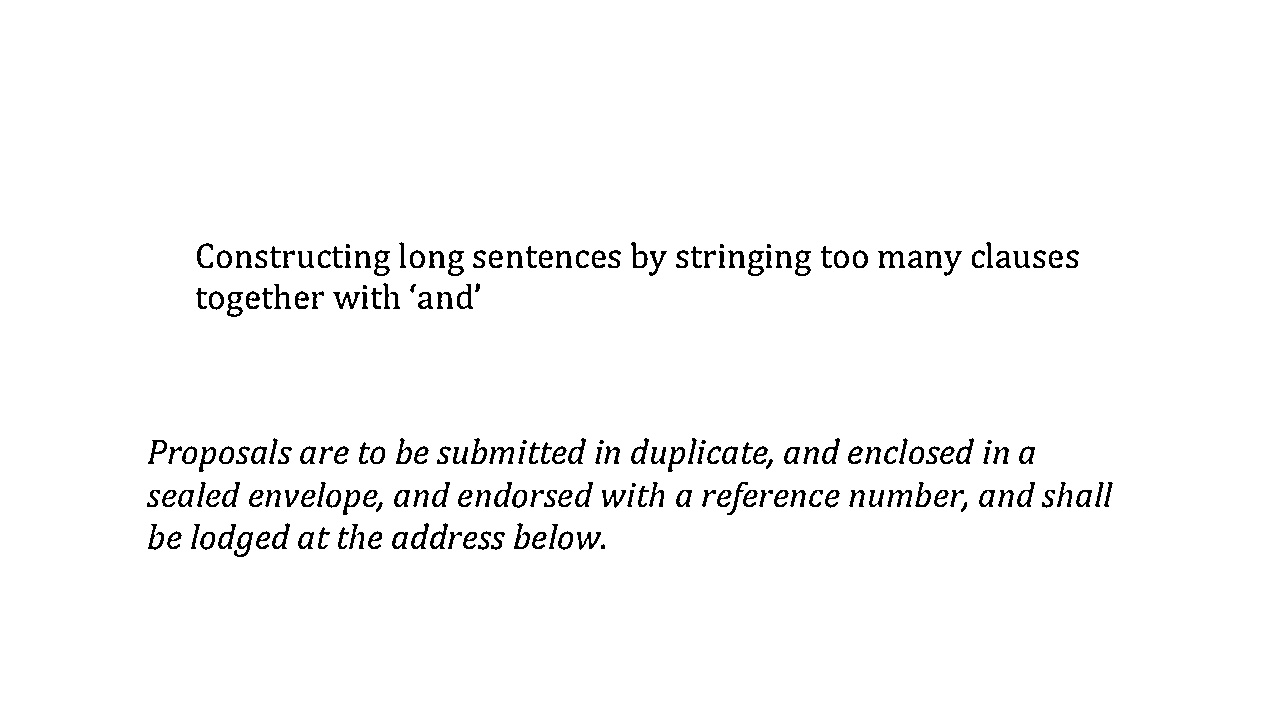 Constructing long sentences by stringing too many clauses
together with ‘and’
Proposals are to be submitted in duplicate, and enclosed in a
sealed envelope, and endorsed with a reference number, and shall
be lodged at the address below.